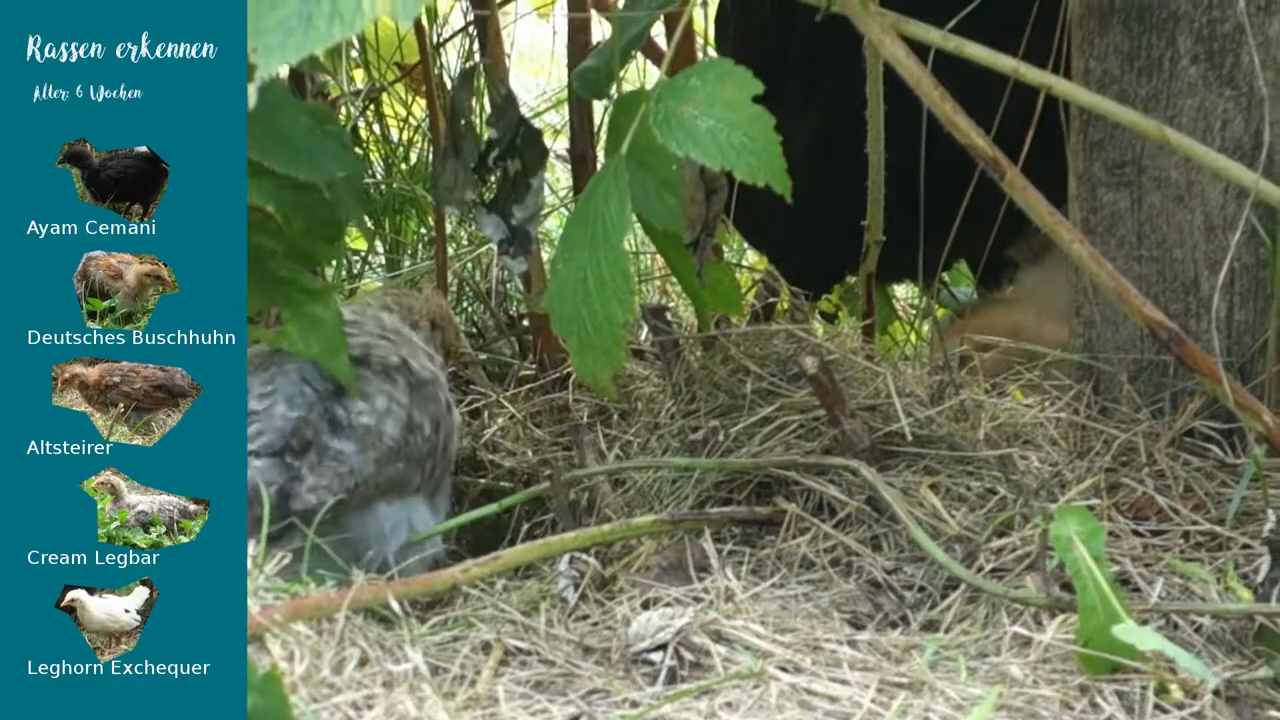 Rassen erkennen
Alter: 6 Wochen
Ayam Cemani
Deutsches Buschhuhn
Altsteirer
Cream Legbar
Leghorn Exchequer